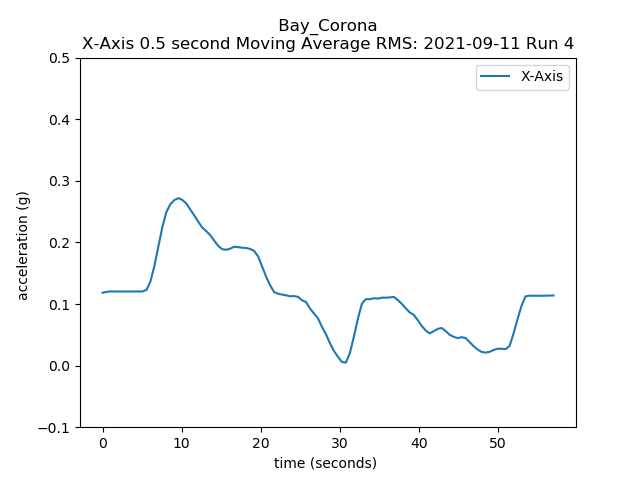 Bay_Corona
X-Axis 0.5 second Moving Average RMS: 2021-09-11 Run 4
X-Axis
acceleration (g)
0.5
0.4
0.3
0.2
0.1
0.0
−0.1
0 10 20 30 40 50
time (seconds)